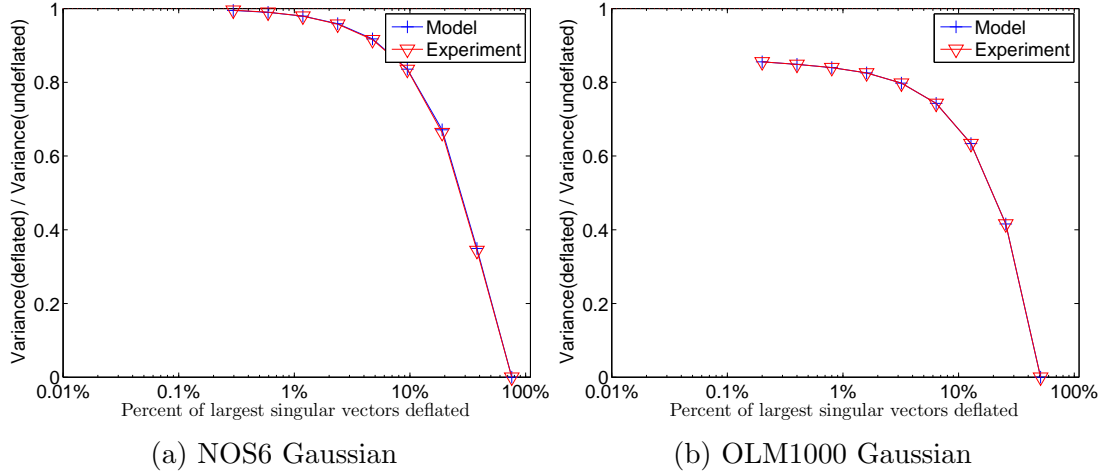 Variance(deflated) / Variance(undeflated)
1
0.8
0.6
0.4
0.2
0
0.01%
0.1%
1%
10%
100%
Percent of largest singular vectors deflated
Model
Experiment
(a) NOS6 Gaussian
Variance(deflated) / Variance(undeflated)
1
0.8
0.6
0.4
0.2
0
0.01%
0.1%
1%
10%
100%
Percent of largest singular vectors deflated
Model
Experiment
(b) OLM1000 Gaussian